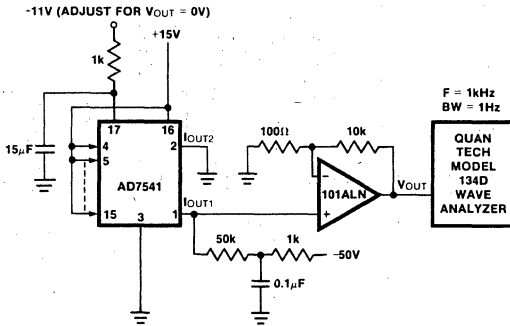 -11V (ADJUST FOR VOUT = 0V)
+15V
1k
F = 1kHz
BW = 1Hz
17
16
15μF
4
5
15
2
3
1
AD7541
IOUT2
IOUT1
100Ω
10k
−
+
101ALN
VOUT
QUAN
TECH
MODEL
134D
WAVE
ANALYZER
50k
1k
−50V
0.1μF